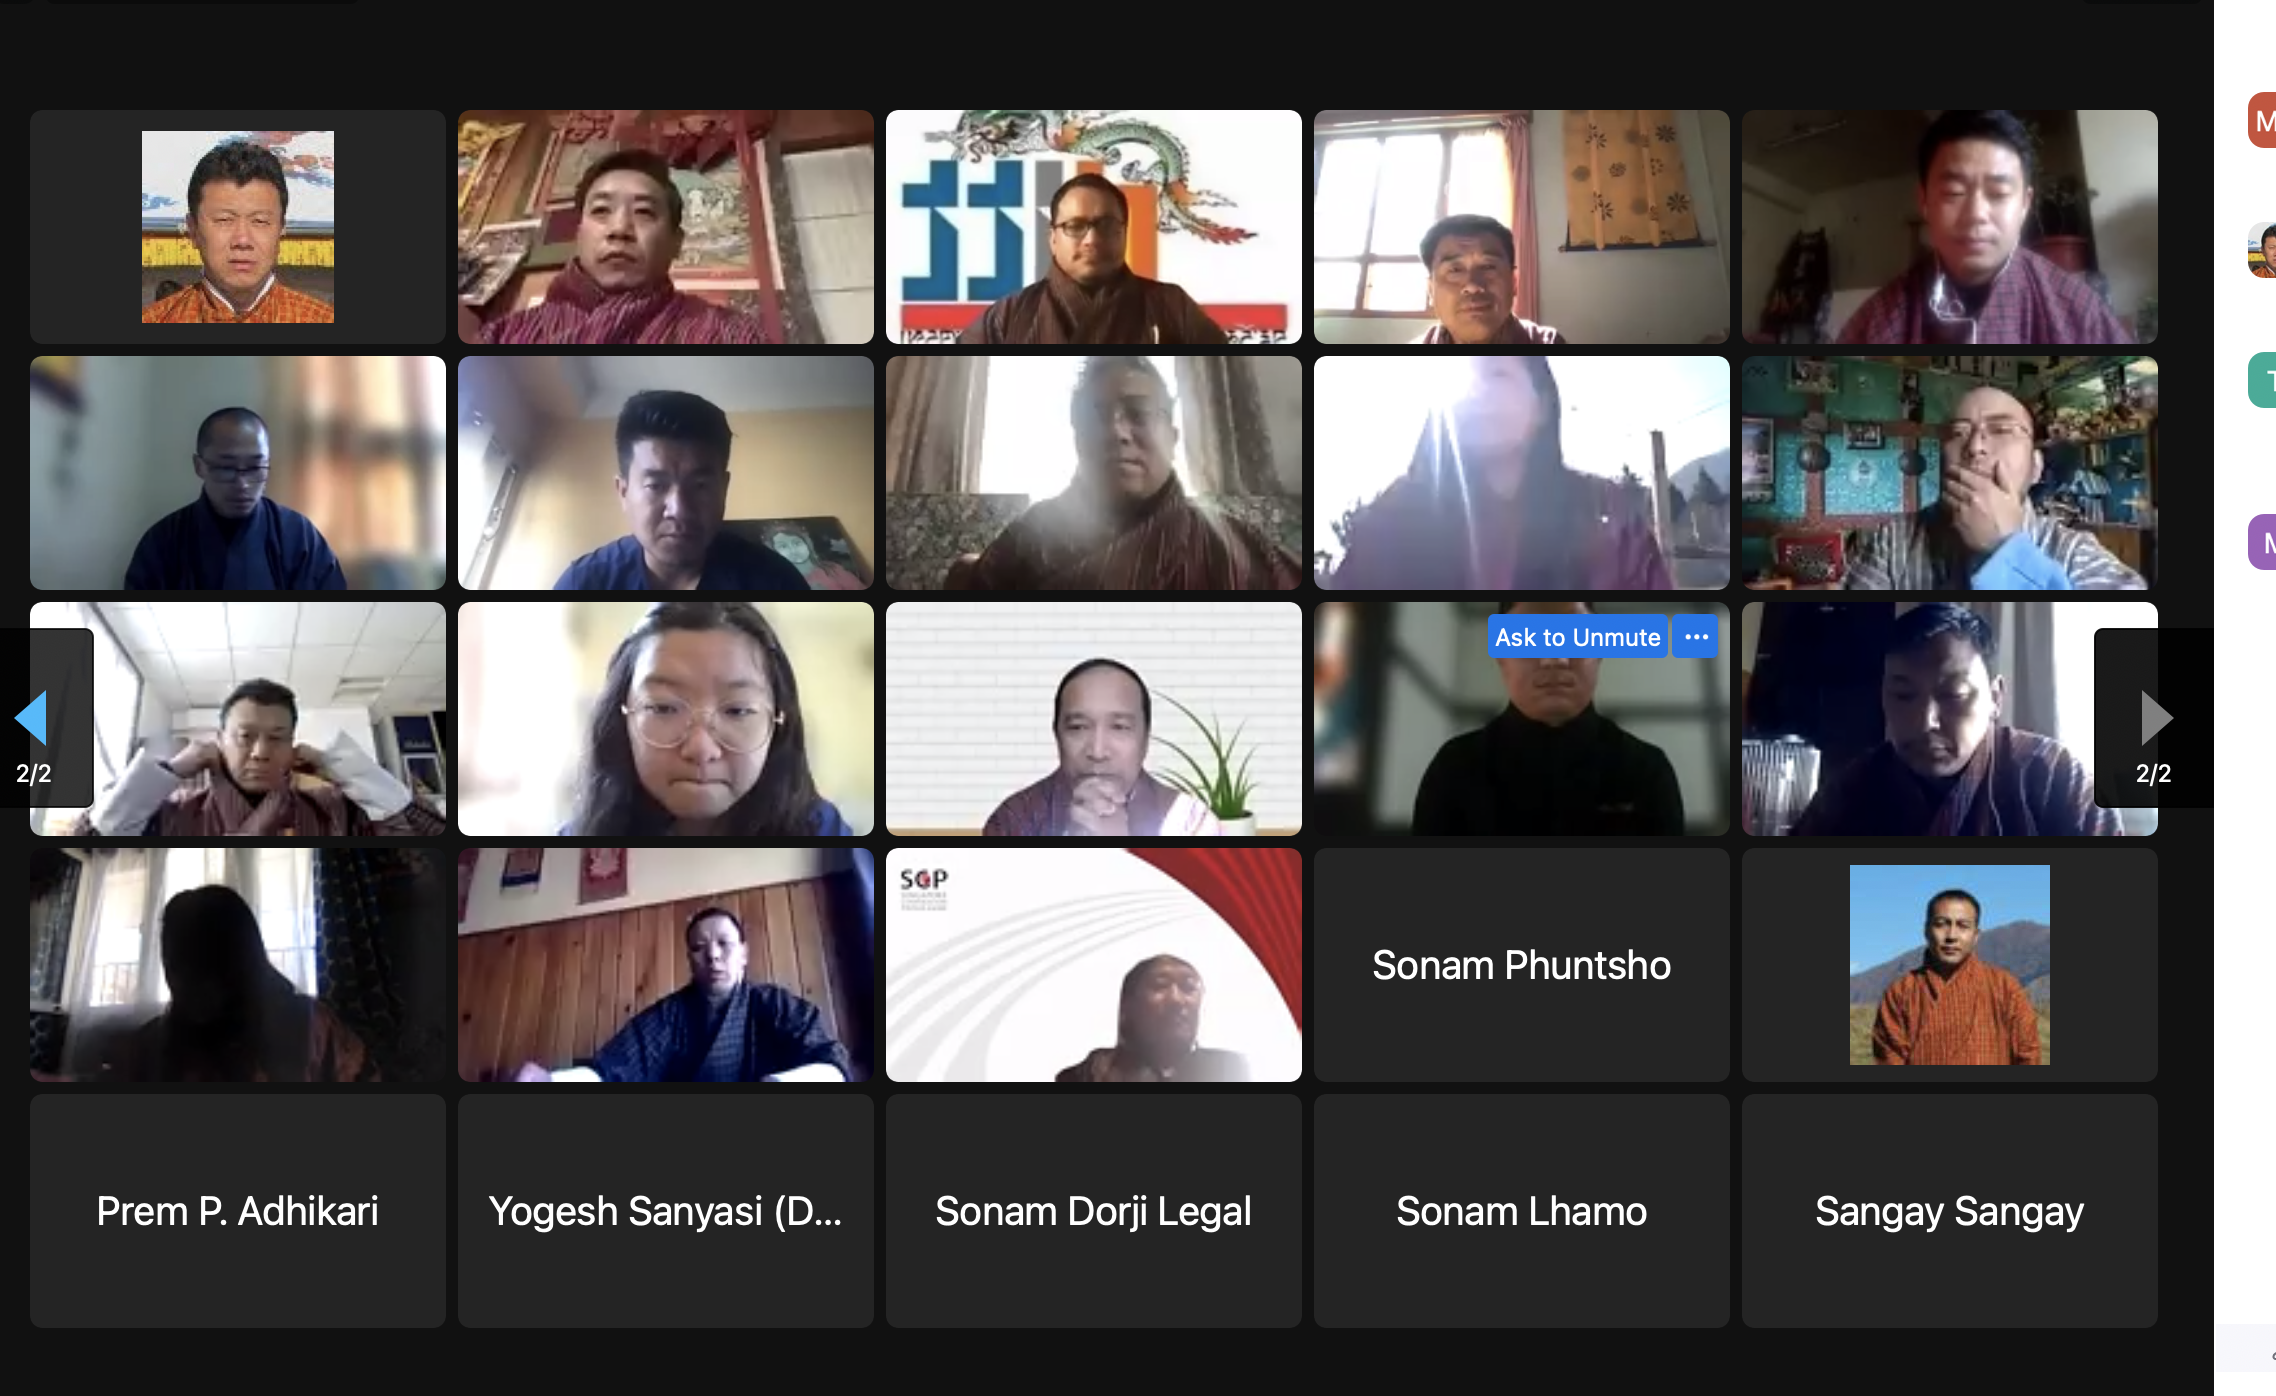 Ask to Unmute
2/2
2/2
SCP
Sonam Phuntsho
Prem P. Adhikari
Yogesh Sanyasi (D...
Sonam Dorji Legal
Sonam Lhamo
Sangay Sangay
M
T